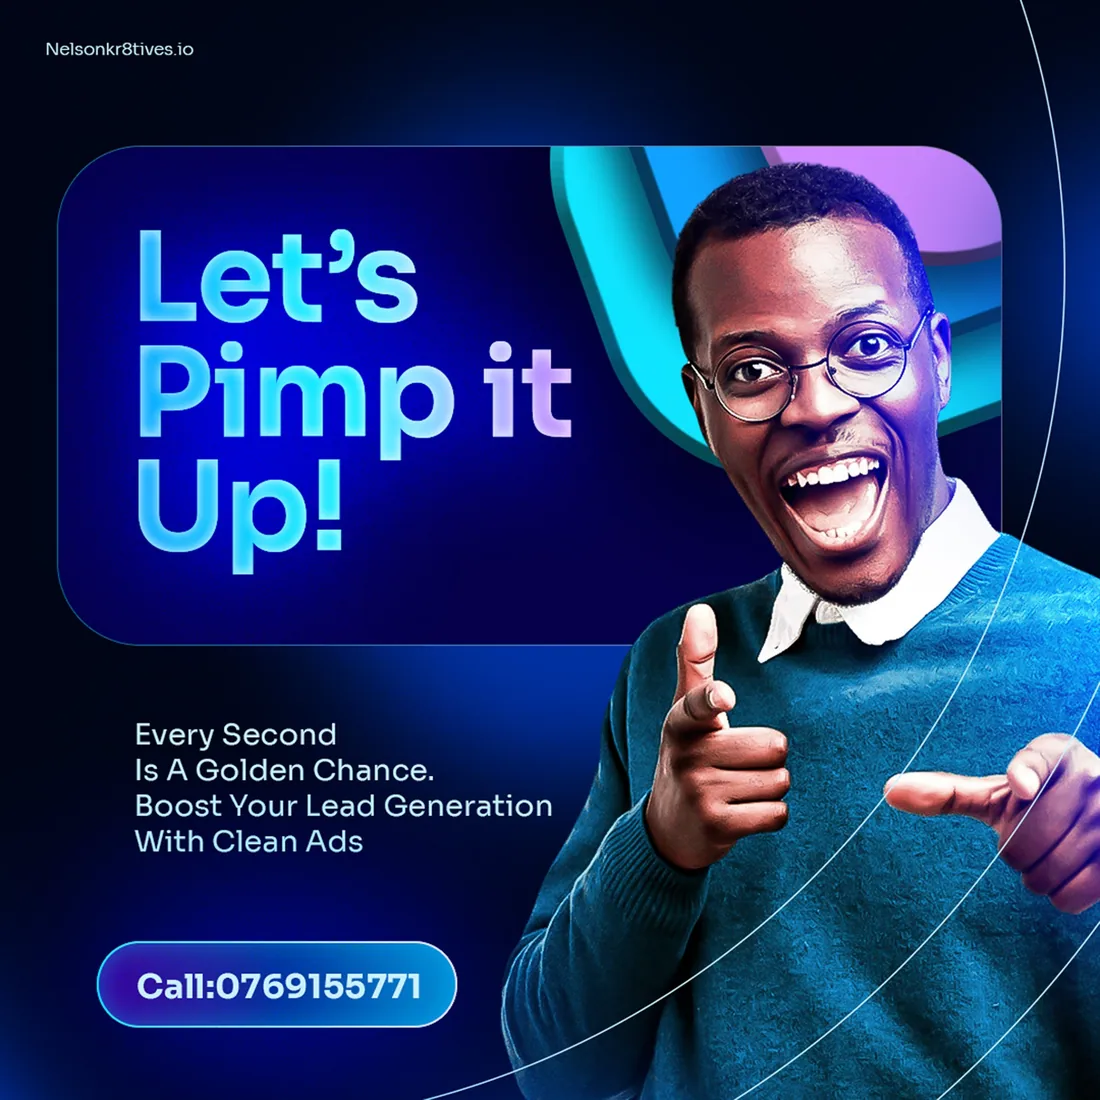 Nelsonkr8tives.io
Let's
Pimp it
Up!
Every Second
Is A Golden Chance.
Boost Your Lead Generation
With Clean Ads
Call:0769155771